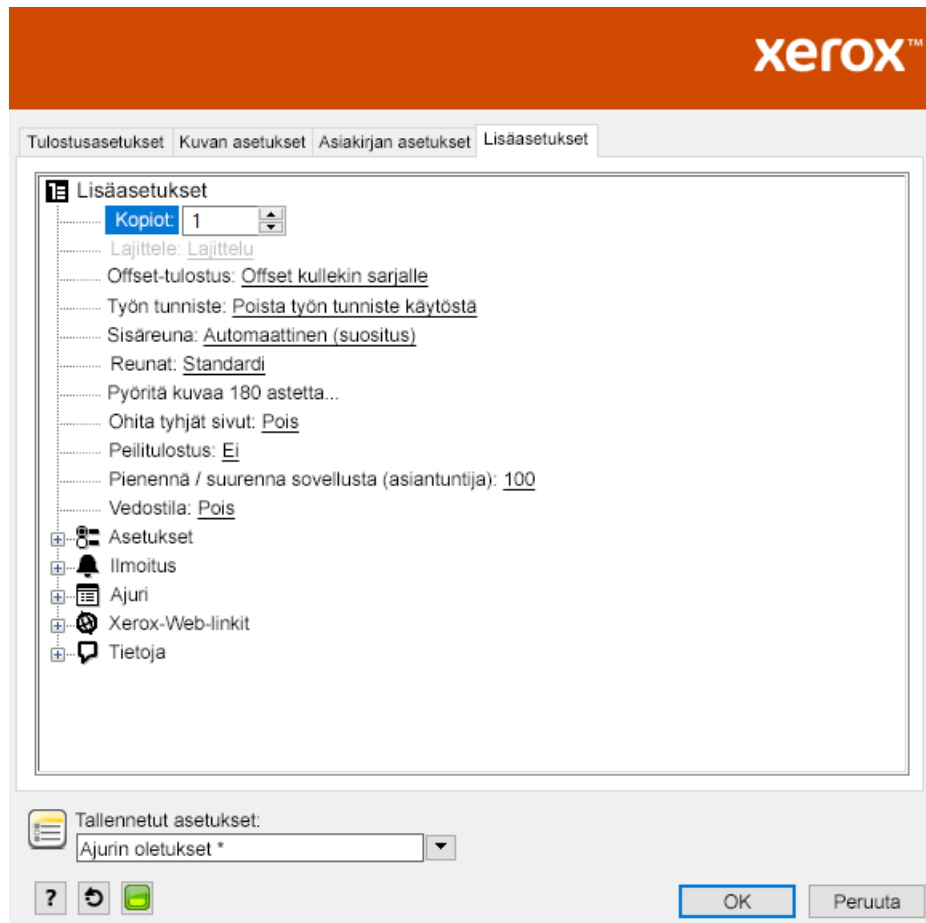 xerox™
Tulostusasetukset Kuvan asetukset Asiakirjan asetukset Lisäasetukset
Lisäasetukset
Kopiot: 1
Lajittele: Lajittelu
Offset-tulostus: Offset kullekin sarjalle
Työn tunniste: Poista työn tunniste käytöstä
Sisäreuna: Automaattinen (suositus)
Reunat: Standardi
Pyöritä kuvaa 180 astetta...
Ohita tyhjät sivut: Pois
Peilitulostus: Ei
Pienennä / suurenna sovellusta (asiantuntija): 100
Vedostila: Pois
Asetukset
Ilmoitus
Ajuri
Xerox-Web-linkit
Tietoja
Tallennetut asetukset:
Ajurin oletukset *
? OK Peruuta